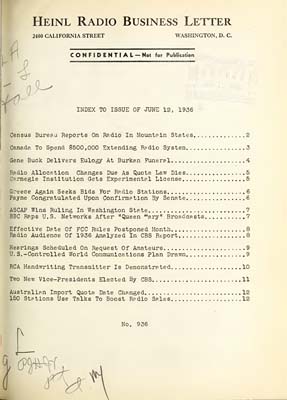 HEINL RADIO BUSINESS LETTER
2400 CALIFORNIA STREET WASHINGTON, D. C.
CONFIDENTIAL—Not for Publication
INDEX TO ISSUE OF JUNE 12, 1936
Census Bureau Reports On Radio In Mountain States..............2
Canada To Spend $500,000 Extending Radio System................3
Gene Buck Delivers Eulogy At Burkan Funeral....................4
Radio Allocation Changes Due As Quota Law Dies.................5
Carnegie Institution Gets Experimental License.................5
Greece Again Seeks Bids For Radio Stations.....................6
Payne Congratulated Upon Confirmation By Senate................6
ASCAP Wins Ruling In Washington State..........................7
BBC Raps U.S. Networks After "Queen Mary" Broadcasts...........7
Effective Date Of FCC Rules Postponed Month....................8
Radio Audience Of 1936 Analyzed In CBS Report..................8
Hearings Scheduled On Request Of Amateurs......................9
U.S.-Controlled World Communications Plan Drawn................9
RCA Handwriting Transmitter Is Demonstrated...................10
Two New Vice-Presidents Elected By CBS........................11
Australian Import Quota Date Changed..........................12
150 Stations Use Talks To Boost Radio Sales...................12
No. 936